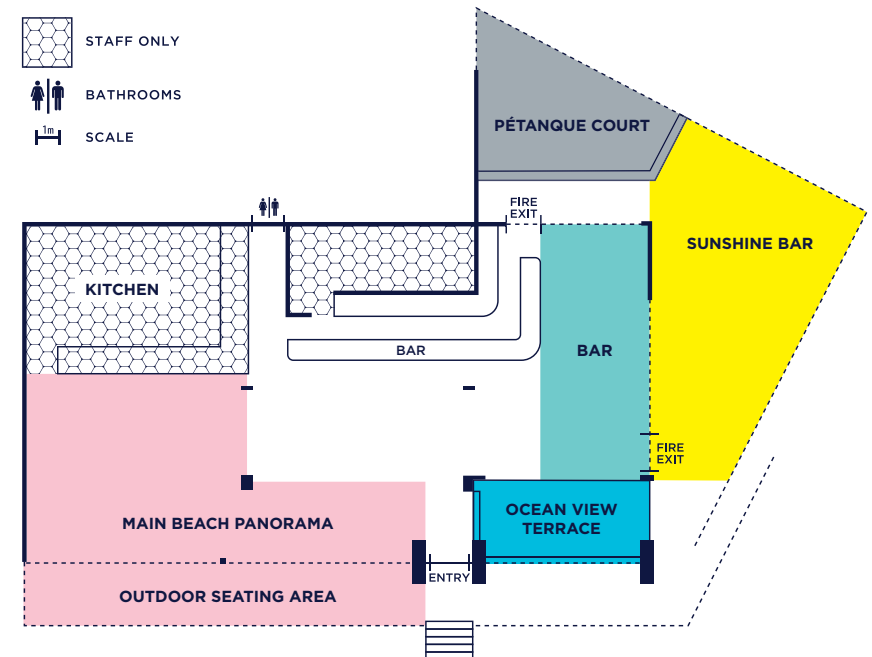 STAFF ONLY
BATHROOMS
1m
SCALE
PÉTANQUE COURT
FIRE
EXIT
SUNSHINE BAR
KITCHEN
BAR
BAR
FIRE
EXIT
OCEAN VIEW
TERRACE
MAIN BEACH PANORAMA
ENTRY
OUTDOOR SEATING AREA